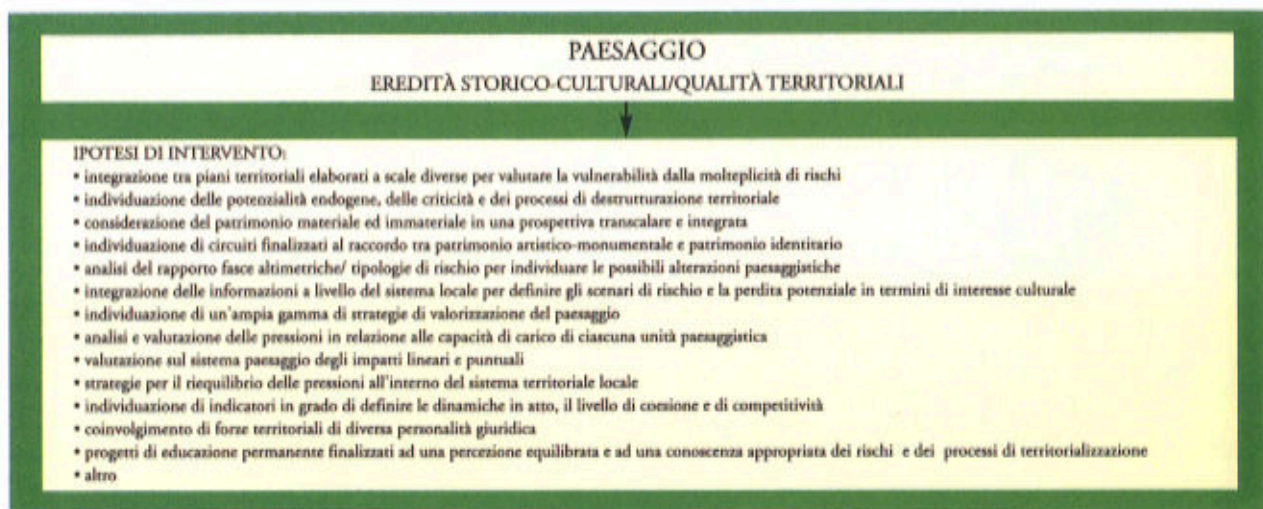 PAESAGGIO
EREDITÀ STORICO-CULTURALI/QUALITÀ TERRITORIALI
IPOTESI DI INTERVENTO:
• integrazione tra piani territoriali elaborati a scale diverse per valutare la vulnerabilità dalla molteplicità di rischi
• individuazione delle potenzialità endogene, delle criticità e dei processi di destrutturazione territoriale
• considerazione del patrimonio materiale ed immateriale in una prospettiva transcalare e integrata
• individuazione di circuiti finalizzati al raccordo tra patrimonio artistico-monumentale e patrimonio identitario
• analisi del rapporto fasce altimetriche/ tipologie di rischio per individuare le possibili alterazioni paesaggistiche
• integrazione delle informazioni a livello del sistema locale per definire gli scenari di rischio e la perdita potenziale in termini di interesse culturale
• individuazione di un'ampia gamma di strategie di valorizzazione del paesaggio
• analisi e valutazione delle pressioni in relazione alle capacità di carico di ciascuna unità paesaggistica
• valutazione sul sistema paesaggio degli impatti lineari e puntuali
• strategie per il riequilibrio delle pressioni all'interno del sistema territoriale locale
• individuazione di indicatori in grado di definire le dinamiche in atto, il livello di coesione e di competitività
• coinvolgimento di forze territoriali di diversa personalità giuridica
• progetti di educazione permanente finalizzati ad una percezione equilibrata e ad una conoscenza appropriata dei rischi e dei processi di territorializzazione
• altro